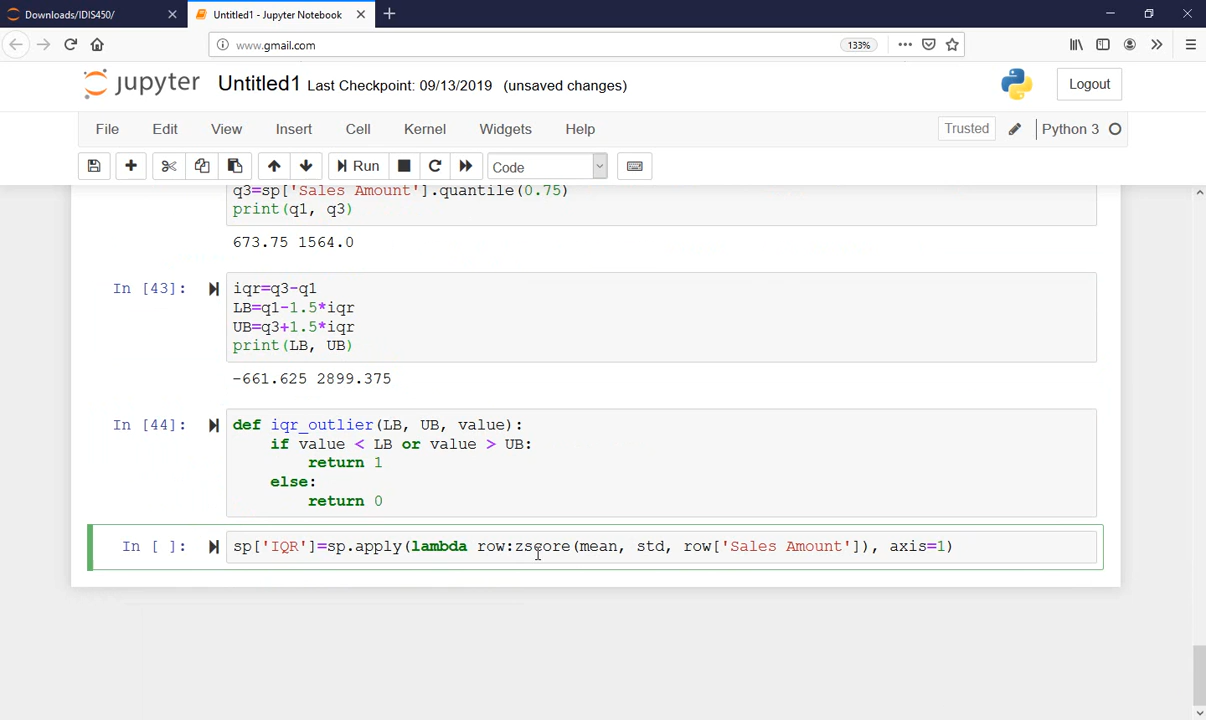 Downloads/IDIS450/
Untitled1 - Jupyter Notebook
www.gmail.com
133%
jupyter Untitled1 Last Checkpoint: 09/13/2019 (unsaved changes)
Logout
File Edit View Insert Cell Kernel Widgets Help
Trusted
Python 3
Run
Code
q3=sp['Sales Amount'].quantile(0.75)
print(q1, q3)
673.75 1564.0
In [43]:
iqr=q3-q1
LB=q1-1.5*iqr
UB=q3+1.5*iqr
print(LB, UB)
-661.625 2899.375
In [44]:
def iqr_outlier(LB, UB, value):
    if value < LB or value > UB:
        return 1
    else:
        return 0
In [ ]:
sp['IQR']=sp.apply(lambda row:zscore(mean, std, row['Sales Amount']), axis=1)